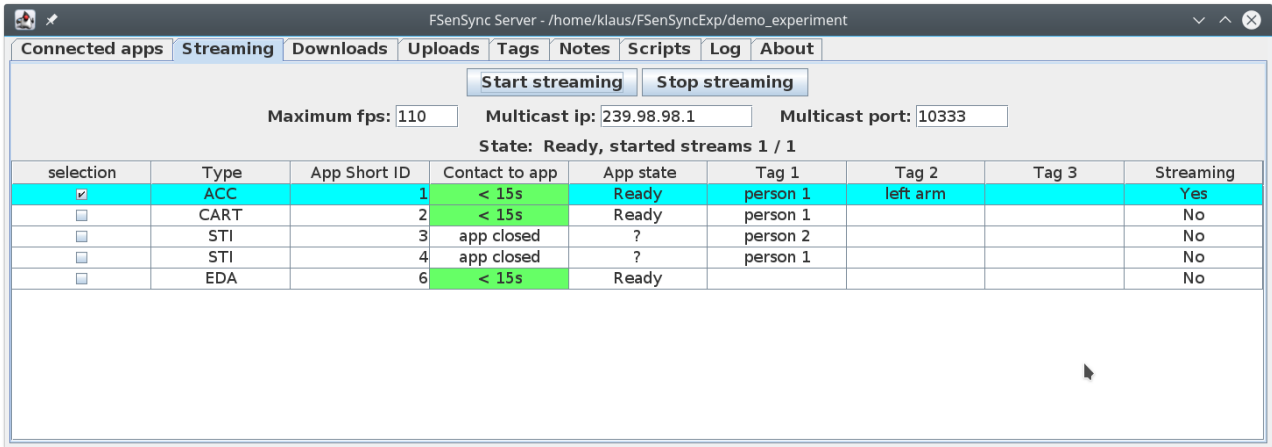 FSenSync Server - /home/klaus/FSenSyncExp/demo_experiment
Connected apps Streaming Downloads Uploads Tags Notes Scripts Log About
Start streaming Stop streaming
Maximum fps: 110 Multicast ip: 239.98.98.1 Multicast port: 10333
State: Ready, started streams 1 / 1
selection Type App Short ID Contact to app App state Tag 1 Tag 2 Tag 3 Streaming
ACC 1 < 15s Ready person 1 left arm Yes
CART 2 < 15s Ready person 1 No
STI 3 app closed ? person 2 No
STI 4 app closed ? person 1 No
EDA 6 < 15s Ready No